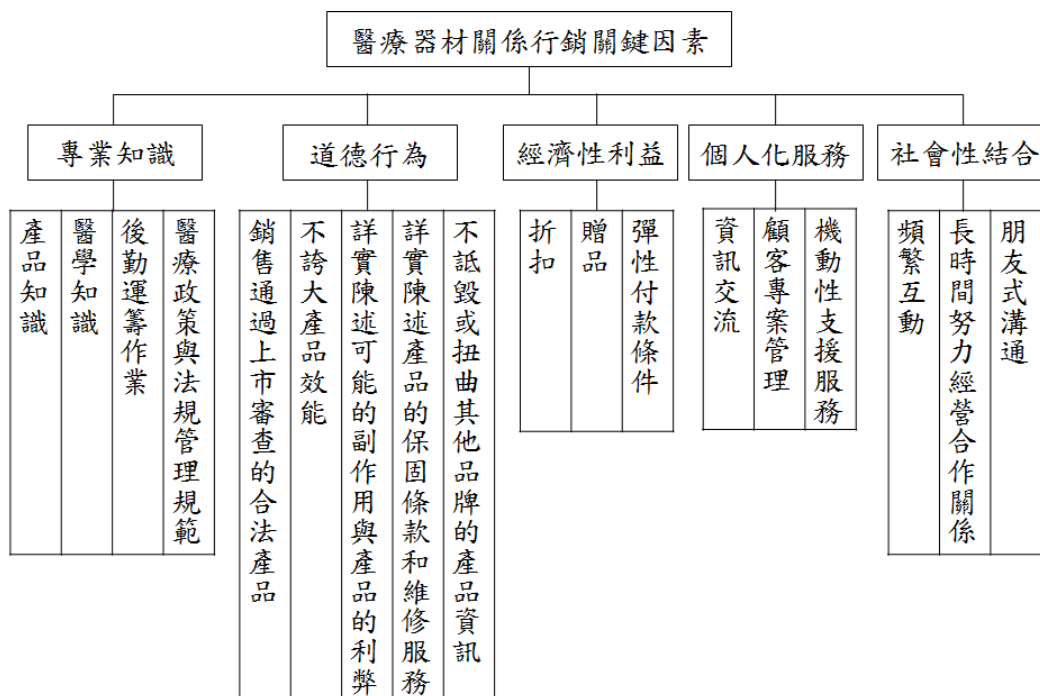 醫療器材關係行銷關鍵因素
專業知識
道德行為
經濟性利益
個人化服務
社會性結合
產品知識
醫學知識
後勤運籌作業
醫療政策與法規管理規範
銷售通過上市審查的合法產品
不誇大產品效能
詳實陳述可能的副作用與產品的利弊
詳實陳述產品的保固條款和維修服務
不詆毀或扭曲其他品牌的產品資訊
折扣
贈品
彈性付款條件
資訊交流
顧客專案管理
機動性支援服務
頻繁互動
長時間努力經營合作關係
朋友式溝通